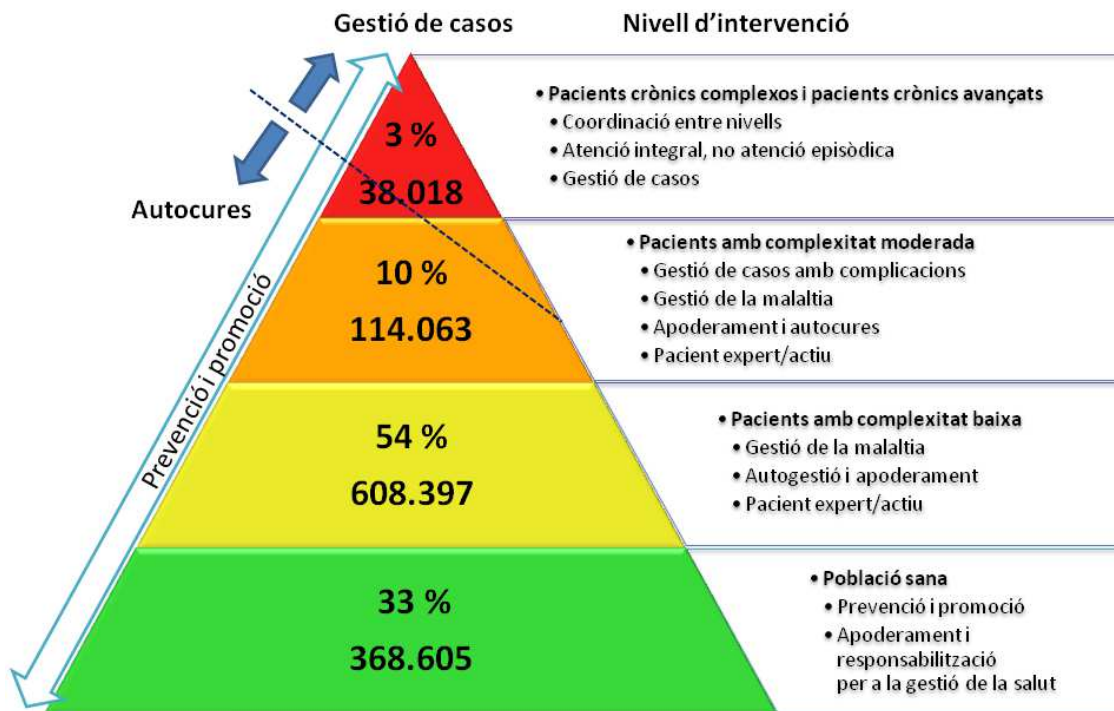 Gestió de casos
Nivell d'intervenció
Autocures
Prevenció i promoció
3 %
38.018
• Pacients crònics complexos i pacients crònics avançats
• Coordinació entre nivells
• Atenció integral, no atenció episòdica
• Gestió de casos
10 %
114.063
• Pacients amb complexitat moderada
• Gestió de casos amb complicacions
• Gestió de la malaltia
• Apoderament i autocures
• Pacient expert/actiu
54 %
608.397
• Pacients amb complexitat baixa
• Gestió de la malaltia
• Autogestió i apoderament
• Pacient expert/actiu
33 %
368.605
• Població sana
• Prevenció i promoció
• Apoderament i
responsabilització
per a la gestió de la salut